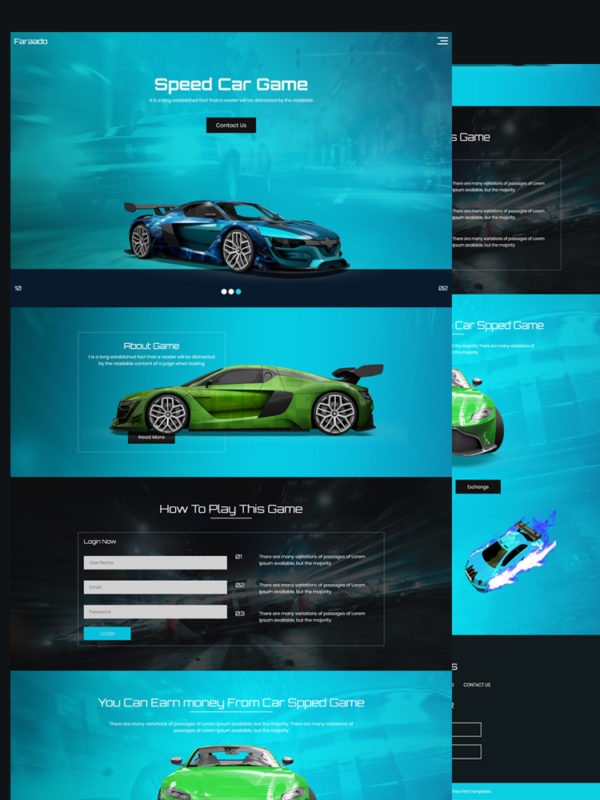 Faraado
Speed Car Game
It is a long established fact that a reader will be distracted by the readable
Contact Us
10
02
About Game
t is a long established fact that a reader will be distracted
by the readable content of a page when looking
Read More
How To Play This Game
Login Now
User Name
Email
Password
LOGIN
01
There are many variations of passages of Lorem
Ipsum available, but the majority
02
There are many variations of passages of Lorem
Ipsum available, but the majority
03
There are many variations of passages of Lorem
Ipsum available, but the majority
You Can Earn money From Car Spped Game
There are many variations of passages of Lorem Ipsum available, but the majority There are many variations of
passages of Lorem Ipsum available, but the majority
s Game
There are many variations of passages of Lorem
Ipsum available, but the majority
There are many variations of passages of Lorem
Ipsum available, but the majority
There are many variations of passages of Lorem
Ipsum available, but the majority
Car Spped Game
the majority There are many variations of
t the majority
Exchange
S
CONTACT US
R
Free html Templates